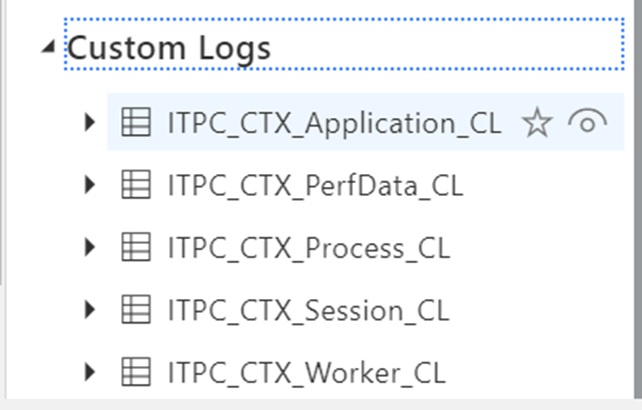 Custom Logs
ITPC_CTX_Application_CL
ITPC_CTX_PerfData_CL
ITPC_CTX_Process_CL
ITPC_CTX_Session_CL
ITPC_CTX_Worker_CL